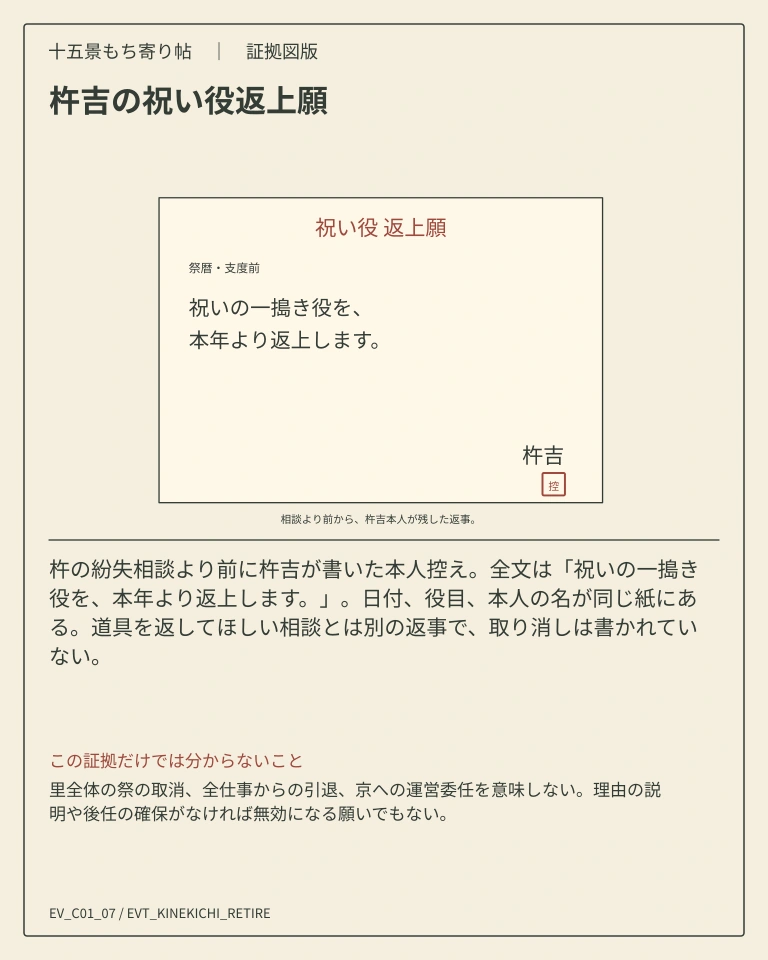 十五景もち寄り帖 ｜ 証拠図版
杵吉の祝い役返上願
祝い役 返上願
祭暦・支度前
祝いの一搗き役を、
本年より返上します。
杵吉
控
相談より前から、杵吉本人が残した返事。
杵の紛失相談より前に杵吉が書いた本人控え。全文は「祝いの一搗き
役を、本年より返上します。」。日付、役目、本人の名が同じ紙にあ
る。道具を返してほしい相談とは別の返事で、取り消しは書かれてい
ない。
この証拠だけでは分からないこと
里全体の祭の取消、全仕事からの引退、京への運営委任を意味しない。理由の説
明や後任の確保がなければ無効になる願いでもない。
EV_C01_07 / EVT_KINEKICHI_RETIRE